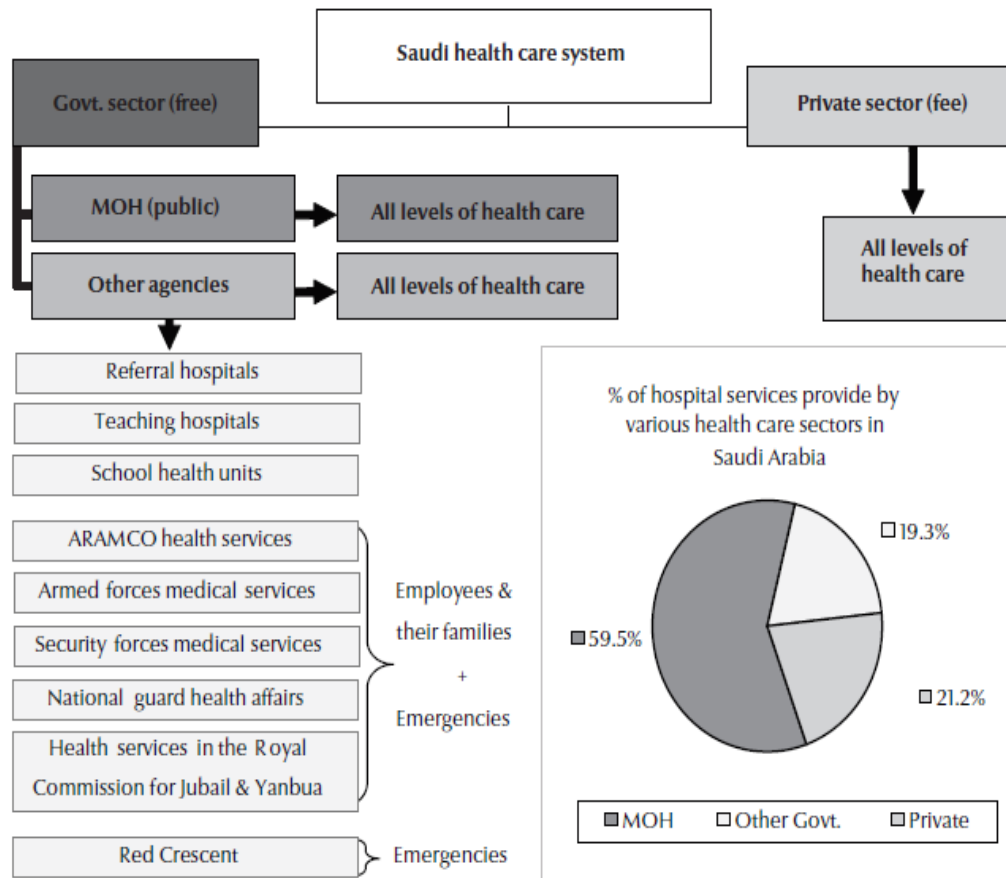 Saudi health care system
Govt. sector (free)
Private sector (fee)
MOH (public)
All levels of health care
Other agencies
All levels of health care
All levels of
health care
Referral hospitals
Teaching hospitals
School health units
ARAMCO health services
Armed forces medical services
Security forces medical services
National guard health affairs
Health services in the Royal
Commission for Jubail & Yanbua
Employees &
their families
+
Emergencies
Red Crescent
Emergencies
% of hospital services provide by
various health care sectors in
Saudi Arabia
19.3%
59.5%
21.2%
MOH
Other Govt.
Private